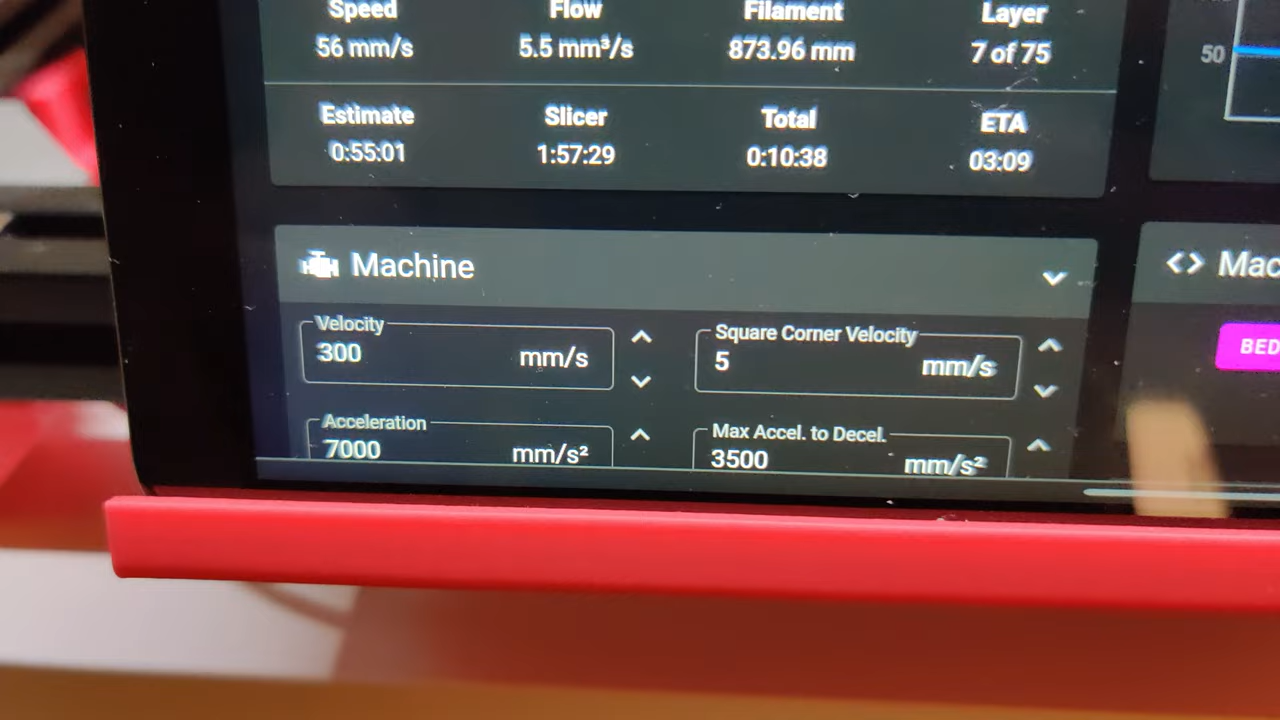 Speed Flow Filament Layer
56 mm/s 5.5 mm³/s 873.96 mm 7 of 75
50
Estimate Slicer Total ETA
0:55:01 1:57:29 0:10:38 03:09
Machine
<> Mac
Velocity Square Corner Velocity
300 mm/s 5 mm/s
BED
Acceleration Max Accel. to Decel.
7000 mm/s² 3500 mm/s²